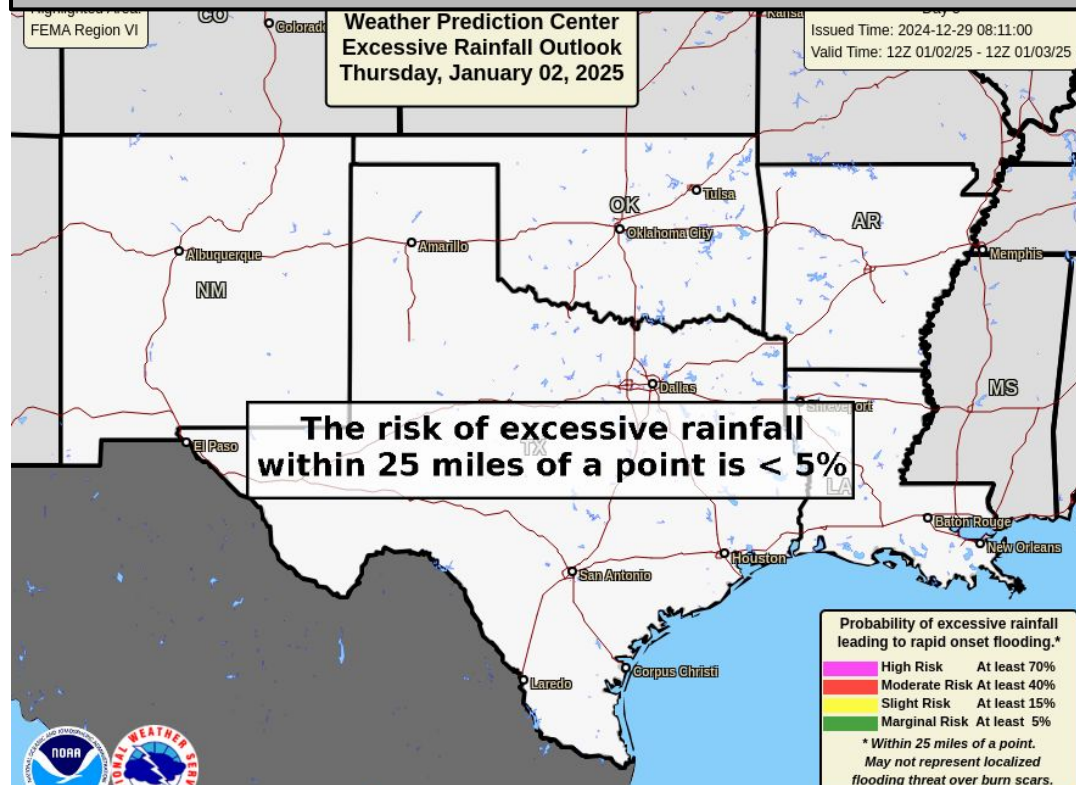 Highlighted Area:
FEMA Region VI
Weather Prediction Center
Excessive Rainfall Outlook
Thursday, January 02, 2025
Issued Time: 2024-12-29 08:11:00
Valid Time: 12Z 01/02/25 - 12Z 01/03/25
CO
Tulsa
OK
Oklahoma City
AR
Albuquerque
Amarillo
Memphis
NM
Dallas
MS
Shreveport
The risk of excessive rainfall
within 25 miles of a point is < 5%
El Paso
TX
LA
Baton Rouge
New Orleans
Houston
San Antonio
Corpus Christi
Laredo
Probability of excessive rainfall
leading to rapid onset flooding.*
High Risk At least 70%
Moderate Risk At least 40%
Slight Risk At least 15%
Marginal Risk At least 5%
* Within 25 miles of a point.
May not represent localized
flooding threat over burn scars.
NOAA